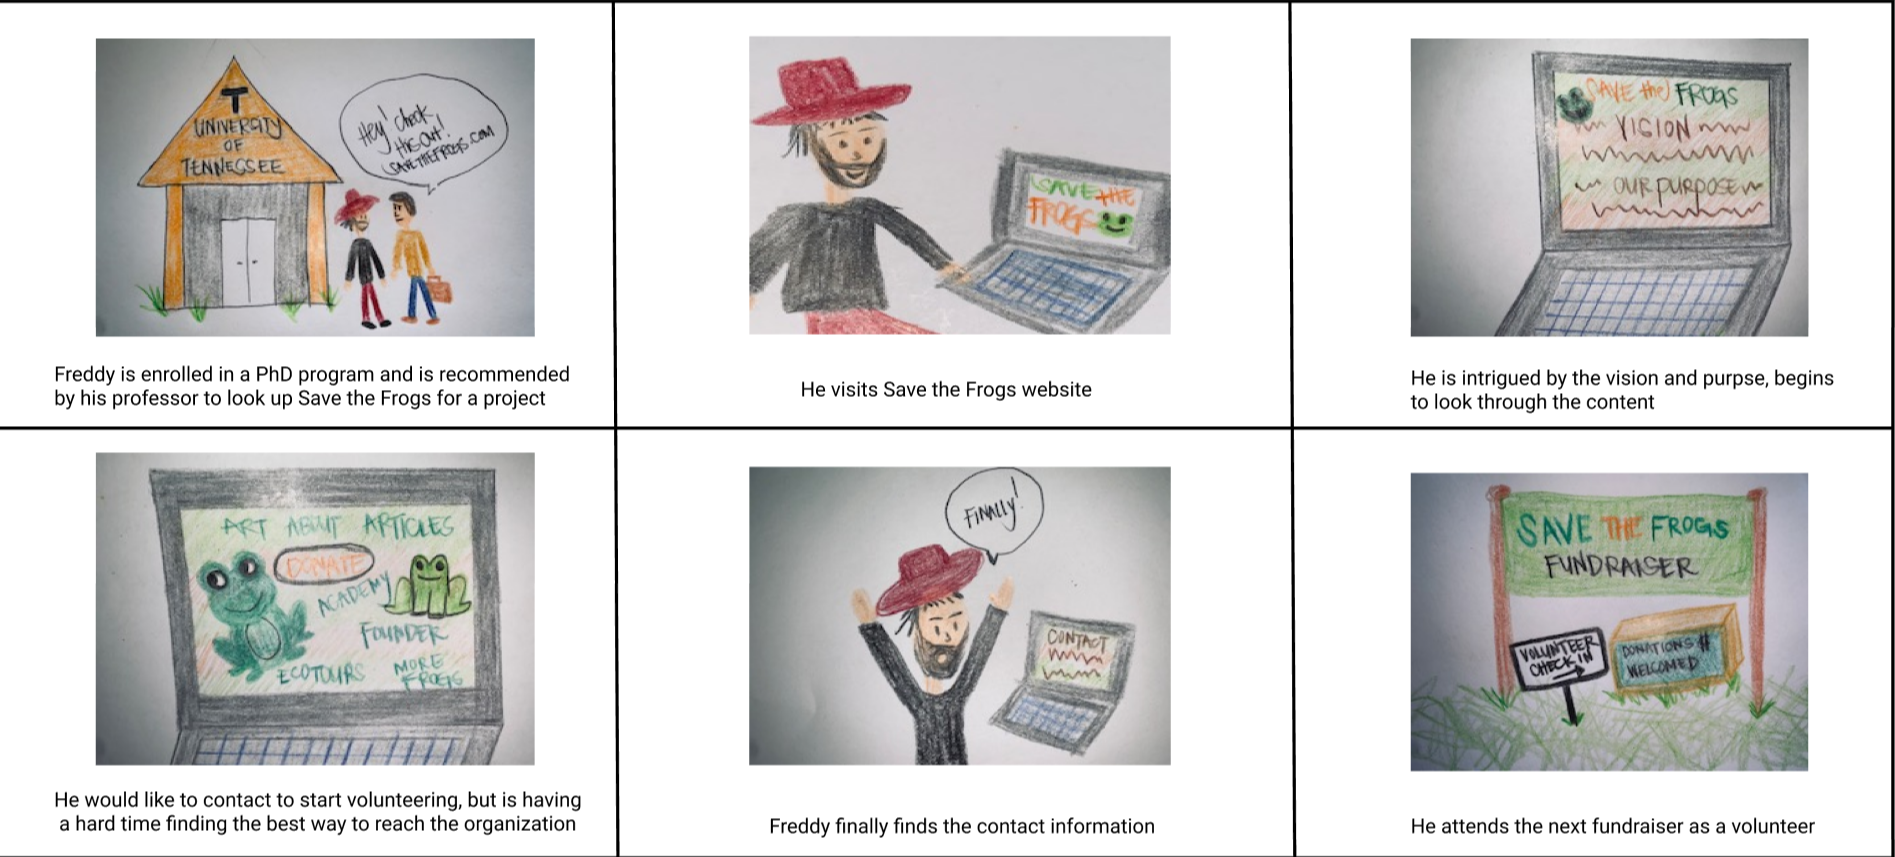 T
UNIVERSITY
OF
TENNESSEE
Hey! check
this out!
SAVETHEFROGS.COM
Freddy is enrolled in a PhD program and is recommended
by his professor to look up Save the Frogs for a project
SAVE THE
FROGS
He visits Save the Frogs website
SAVE the FROGS
VISION
OUR PURPOSE
He is intrigued by the vision and purpse, begins
to look through the content
ART ABOUT ARTICLES
DONATE
ACADEMY
FOUNDER
ECOTOURS MORE
FROGS
He would like to contact to start volunteering, but is having
a hard time finding the best way to reach the organization
FINALLY!
CONTACT
Freddy finally finds the contact information
SAVE THE FROGS
FUNDRAISER
VOLUNTEER
CHECK IN
DONATIONS $
WELCOMED
He attends the next fundraiser as a volunteer